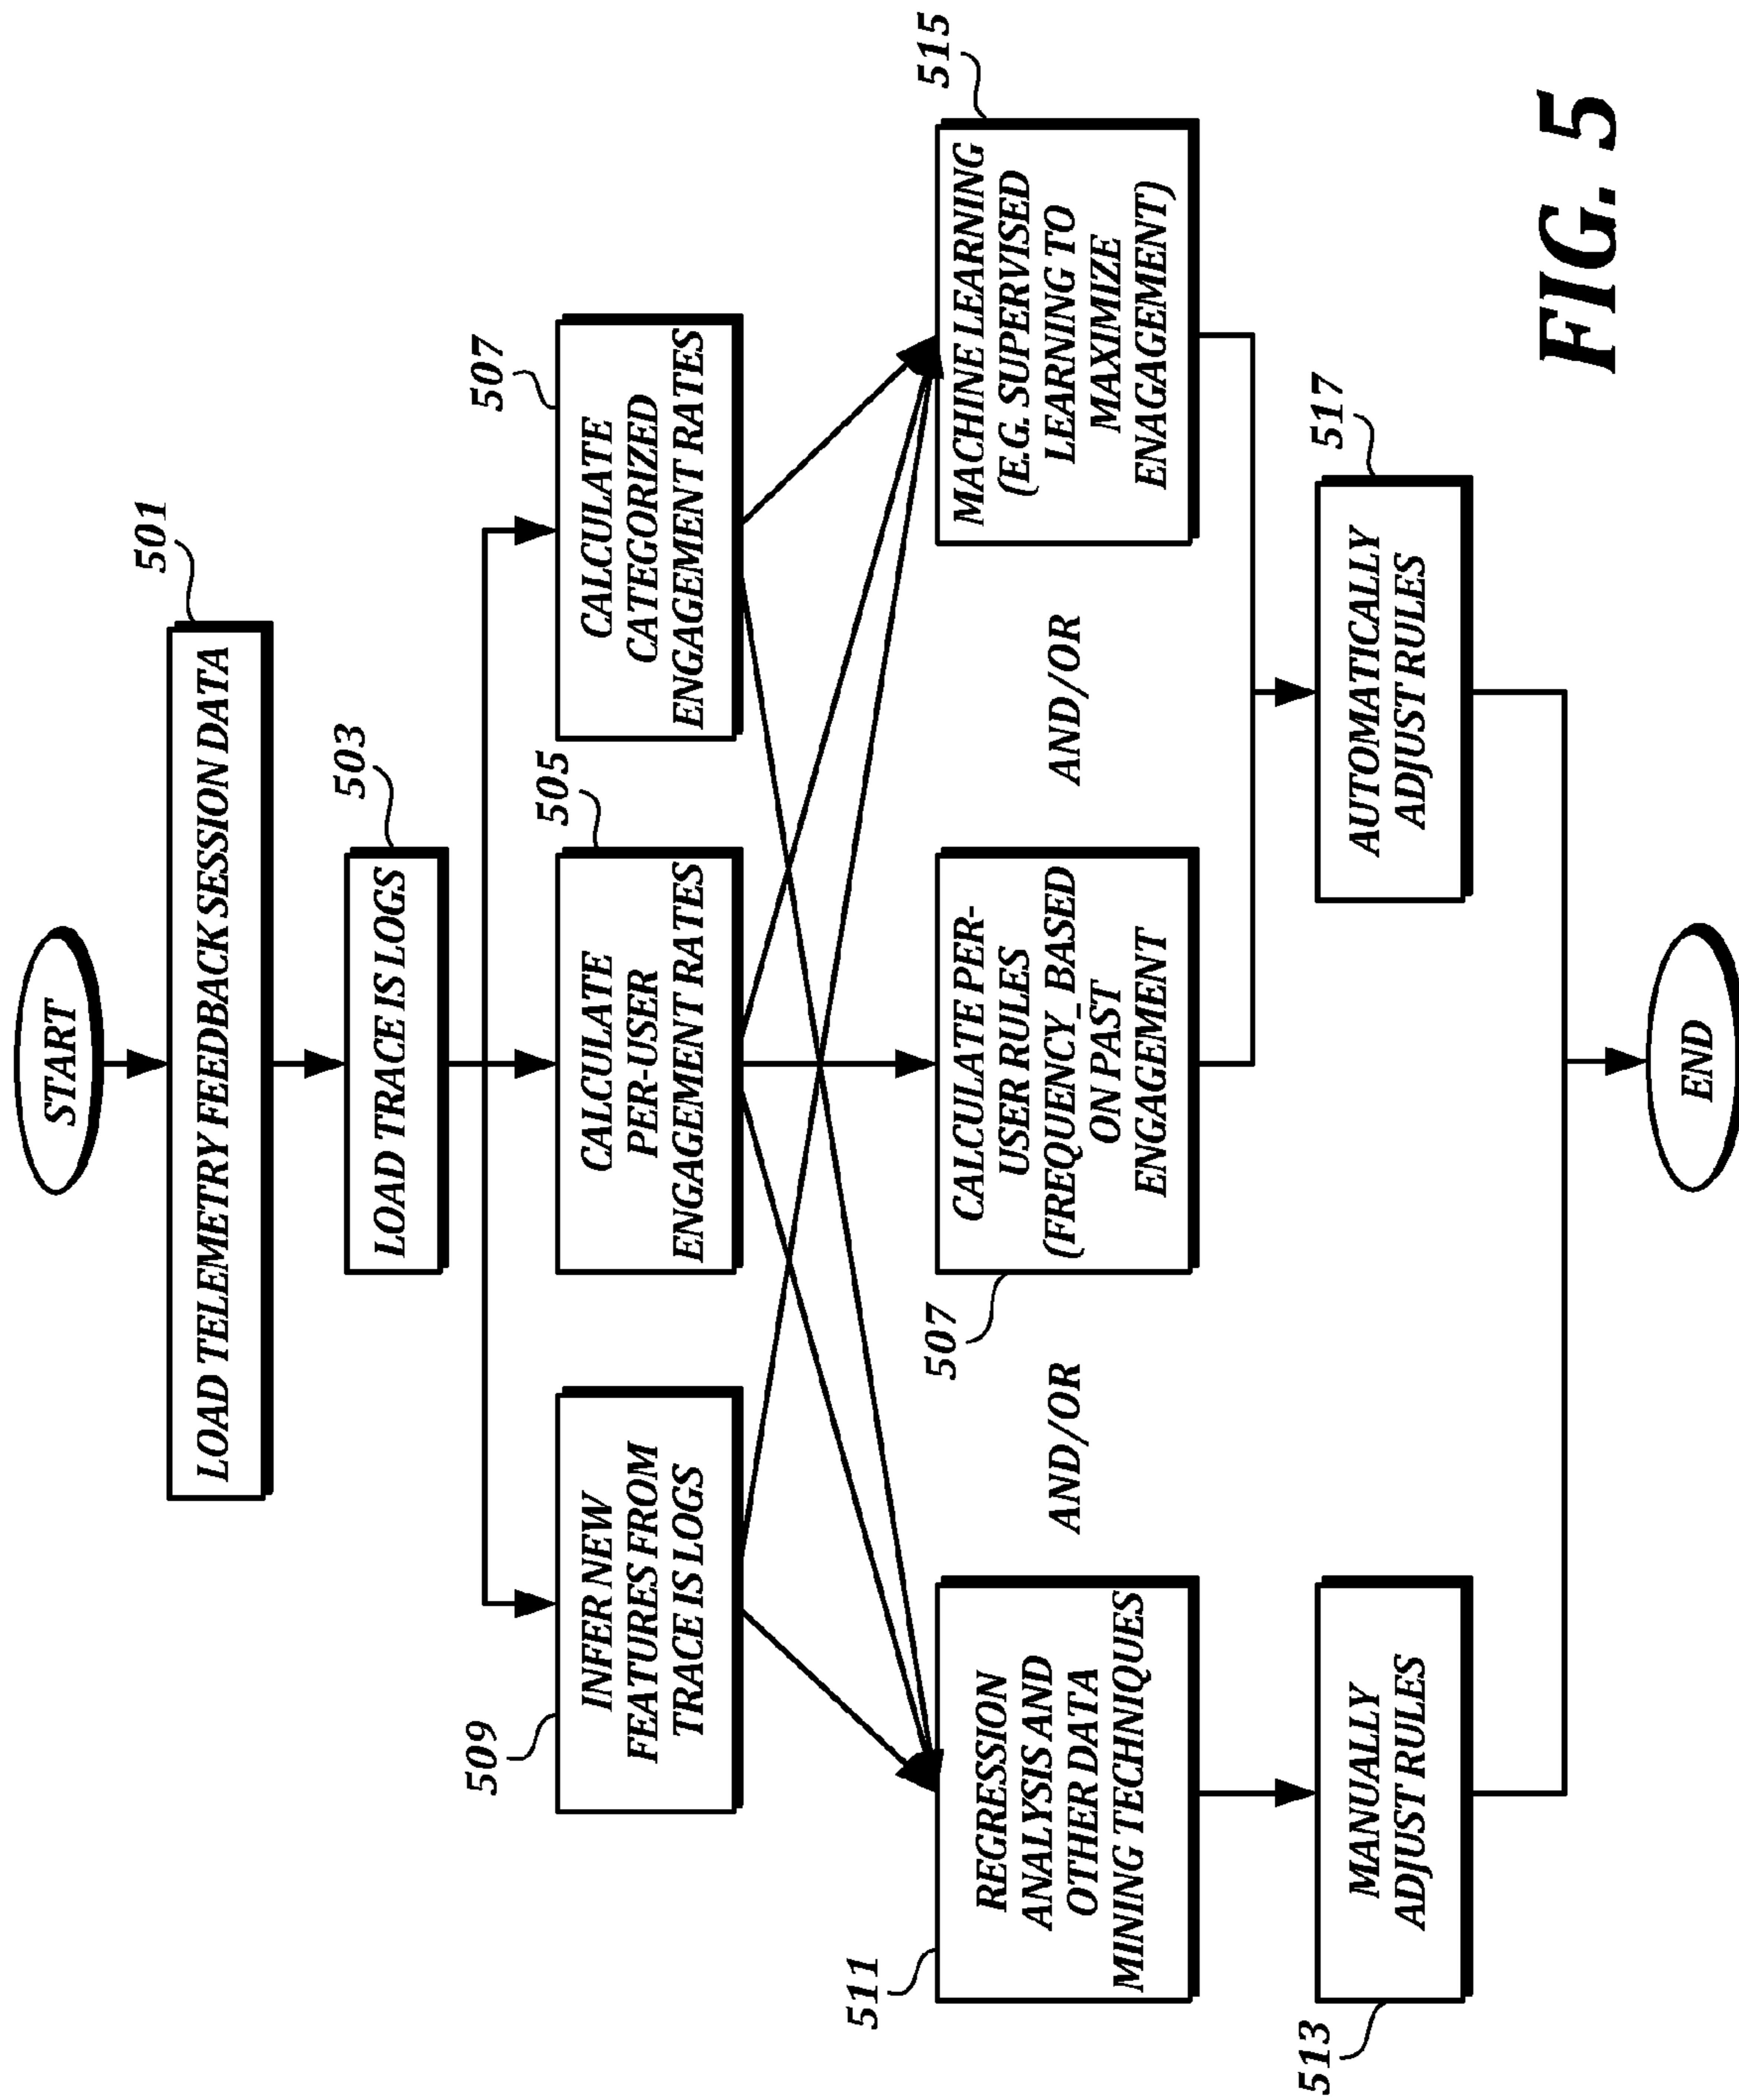 START
501
LOAD TELEMETRY FEEDBACK SESSION DATA
503
LOAD TRACE IS LOGS
509
INFER NEW
FEATURES FROM
TRACE IS LOGS
505
CALCULATE
PER-USER
ENGAGEMENT RATES
507
CALCULATE
CATEGORIZED
ENGAGEMENT RATES
511
REGRESSION
ANALYSIS AND
OTHER DATA
MINING TECHNIQUES
AND/OR
507
CALCULATE PER-
USER RULES
(FREQUENCY_BASED
ON PAST
ENGAGEMENT
AND/OR
515
MACHINE LEARNING
(E.G. SUPERVISED
LEARNING TO
MAXIMIZE
ENAGAGEMENT)
513
MANUALLY
ADJUST RULES
517
AUTOMATICALLY
ADJUST RULES
END
FIG. 5